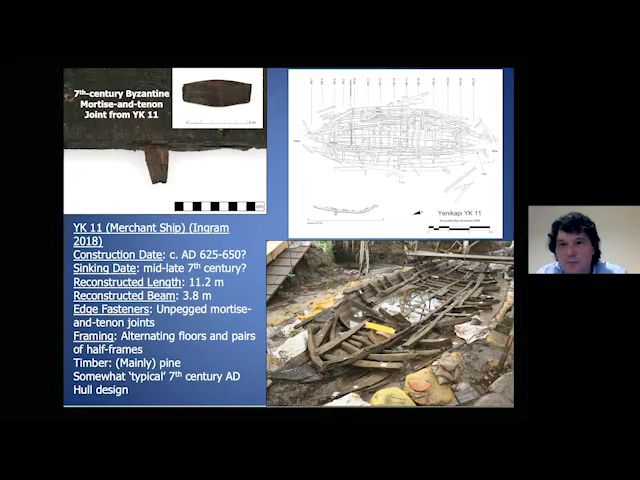 7th-century Byzantine
Mortise-and-tenon
Joint from YK 11
Yenikapı YK 11
YK 11 (Merchant Ship) (Ingram
2018)
Construction Date: c. AD 625-650?
Sinking Date: mid-late 7th century?
Reconstructed Length: 11.2 m
Reconstructed Beam: 3.8 m
Edge Fasteners: Unpegged mortise-
and-tenon joints
Framing: Alternating floors and pairs
of half-frames
Timber: (Mainly) pine
Somewhat ‘typical’ 7th century AD
Hull design